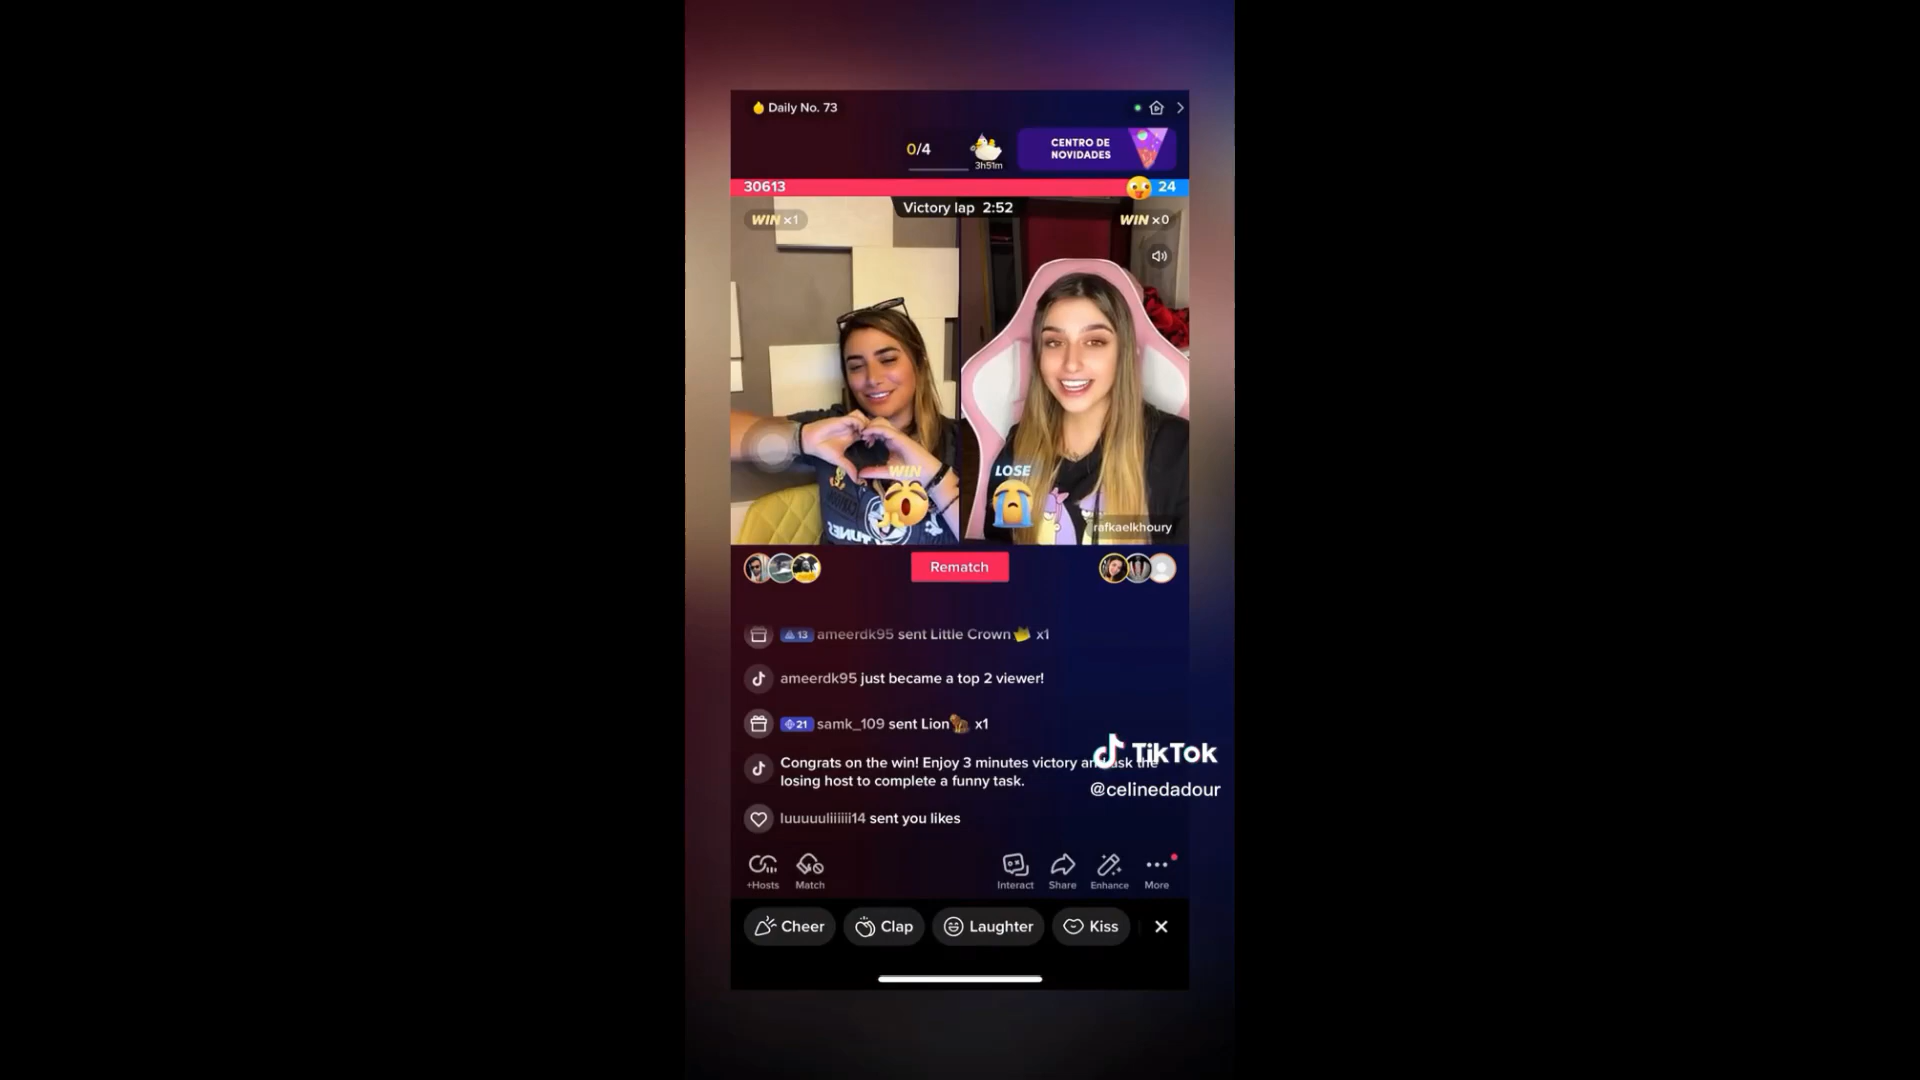 Daily No. 73
0/4
3h51m
CENTRO DE
NOVIDADES
30613
24
Victory lap 2:52
WIN x1
WIN x0
WIN
LOSE
rafkaelkhoury
Rematch
13 ameerdk95 sent Little Crown x1
ameerdk95 just became a top 2 viewer!
21 samk_109 sent Lion x1
Congrats on the win! Enjoy 3 minutes victory and ask the
losing host to complete a funny task.
TikTok
@celinedadour
sent you likes
+Hosts
Match
Interact
Share
Enhance
More
Cheer
Clap
Laughter
Kiss